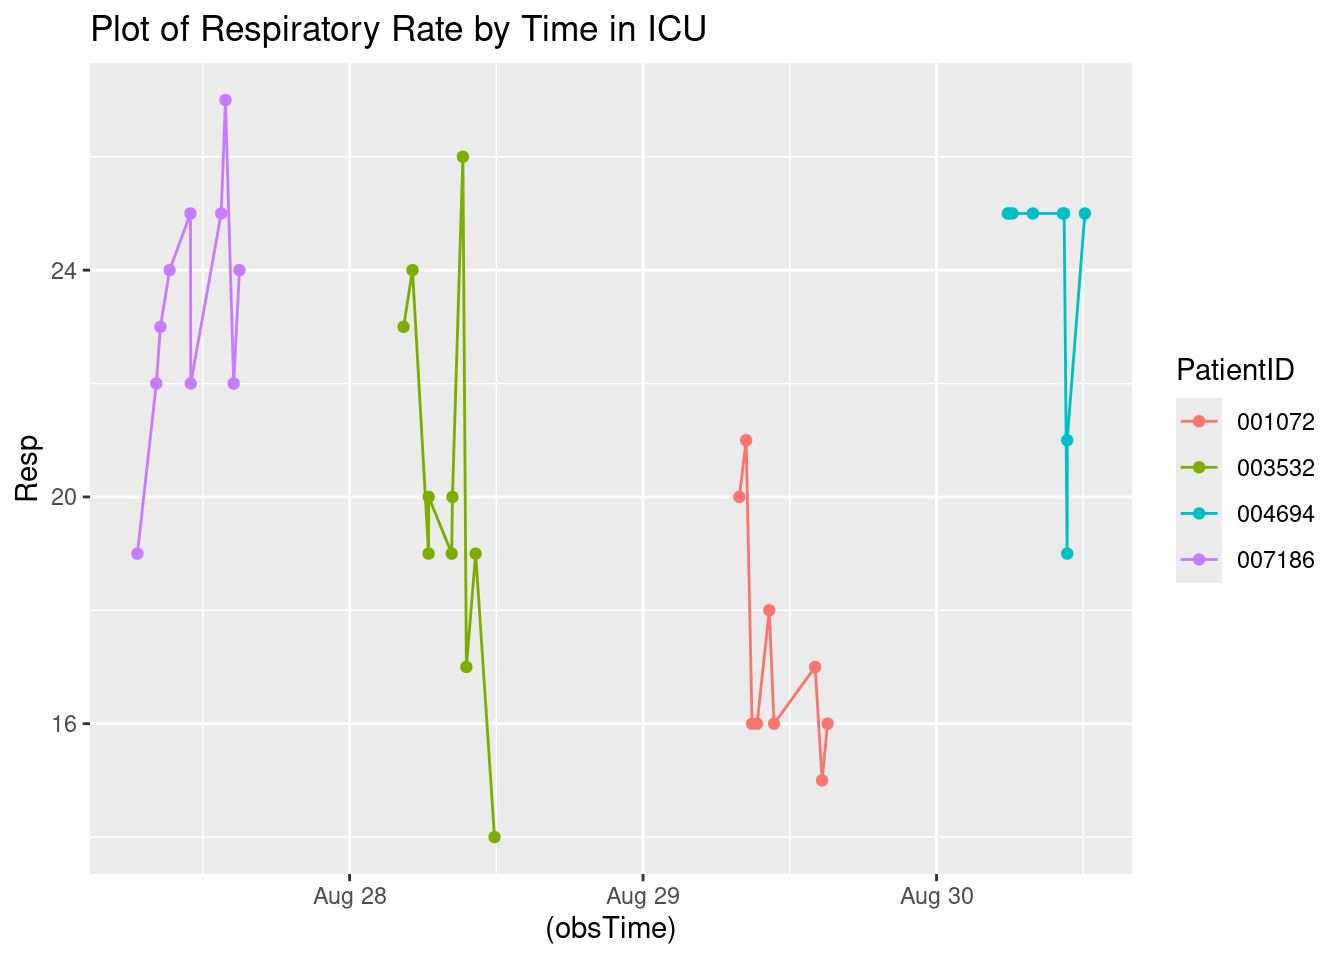 Plot of Respiratory Rate by Time in ICU
Resp
24
20
16
Aug 28
Aug 29
Aug 30
(obsTime)
PatientID
001072
003532
004694
007186